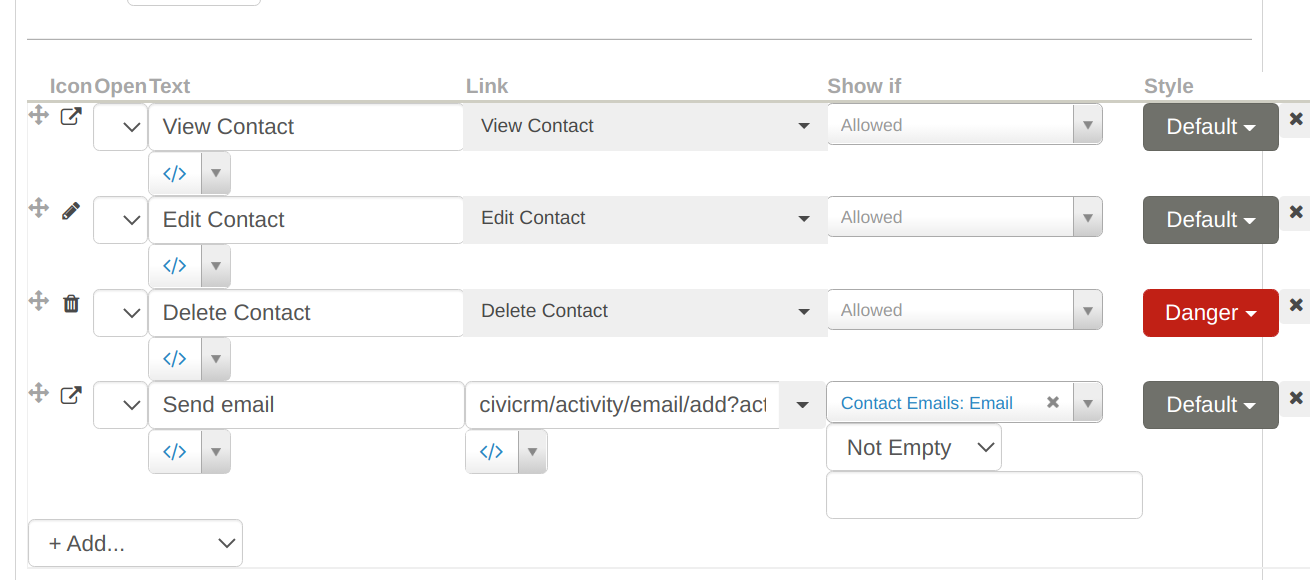 Icon Open Text Link Show if Style
View Contact View Contact Allowed Default
</>
Edit Contact Edit Contact Allowed Default
</>
Delete Contact Delete Contact Allowed Danger
</>
Send email civicrm/activity/email/add?act Contact Emails: Email Default
</> </> Not Empty
+ Add...